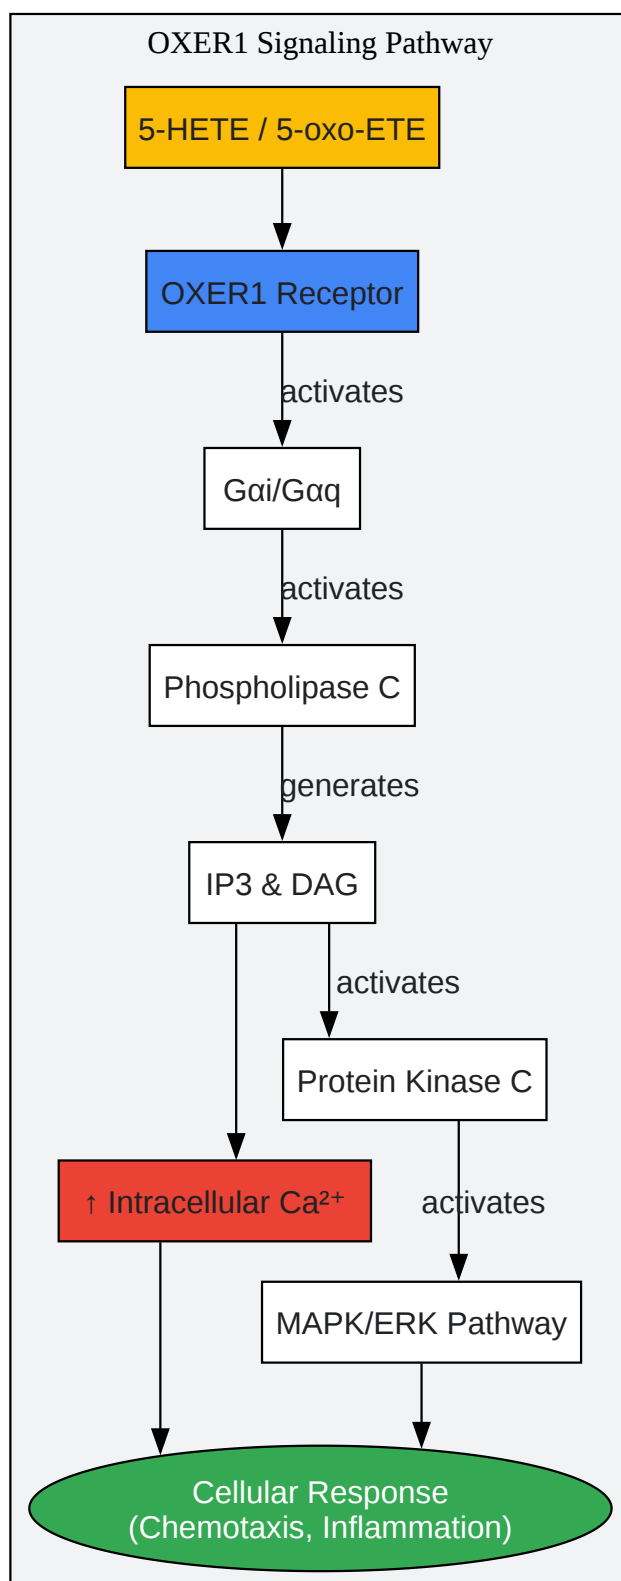 OXER1 Signaling Pathway
5-HETE / 5-oxo-ETE
OXER1 Receptor
activates
Gαi/Gαq
activates
Phospholipase C
generates
IP3 & DAG
activates
Protein Kinase C
↑ Intracellular Ca²⁺
activates
MAPK/ERK Pathway
Cellular Response
(Chemotaxis, Inflammation)